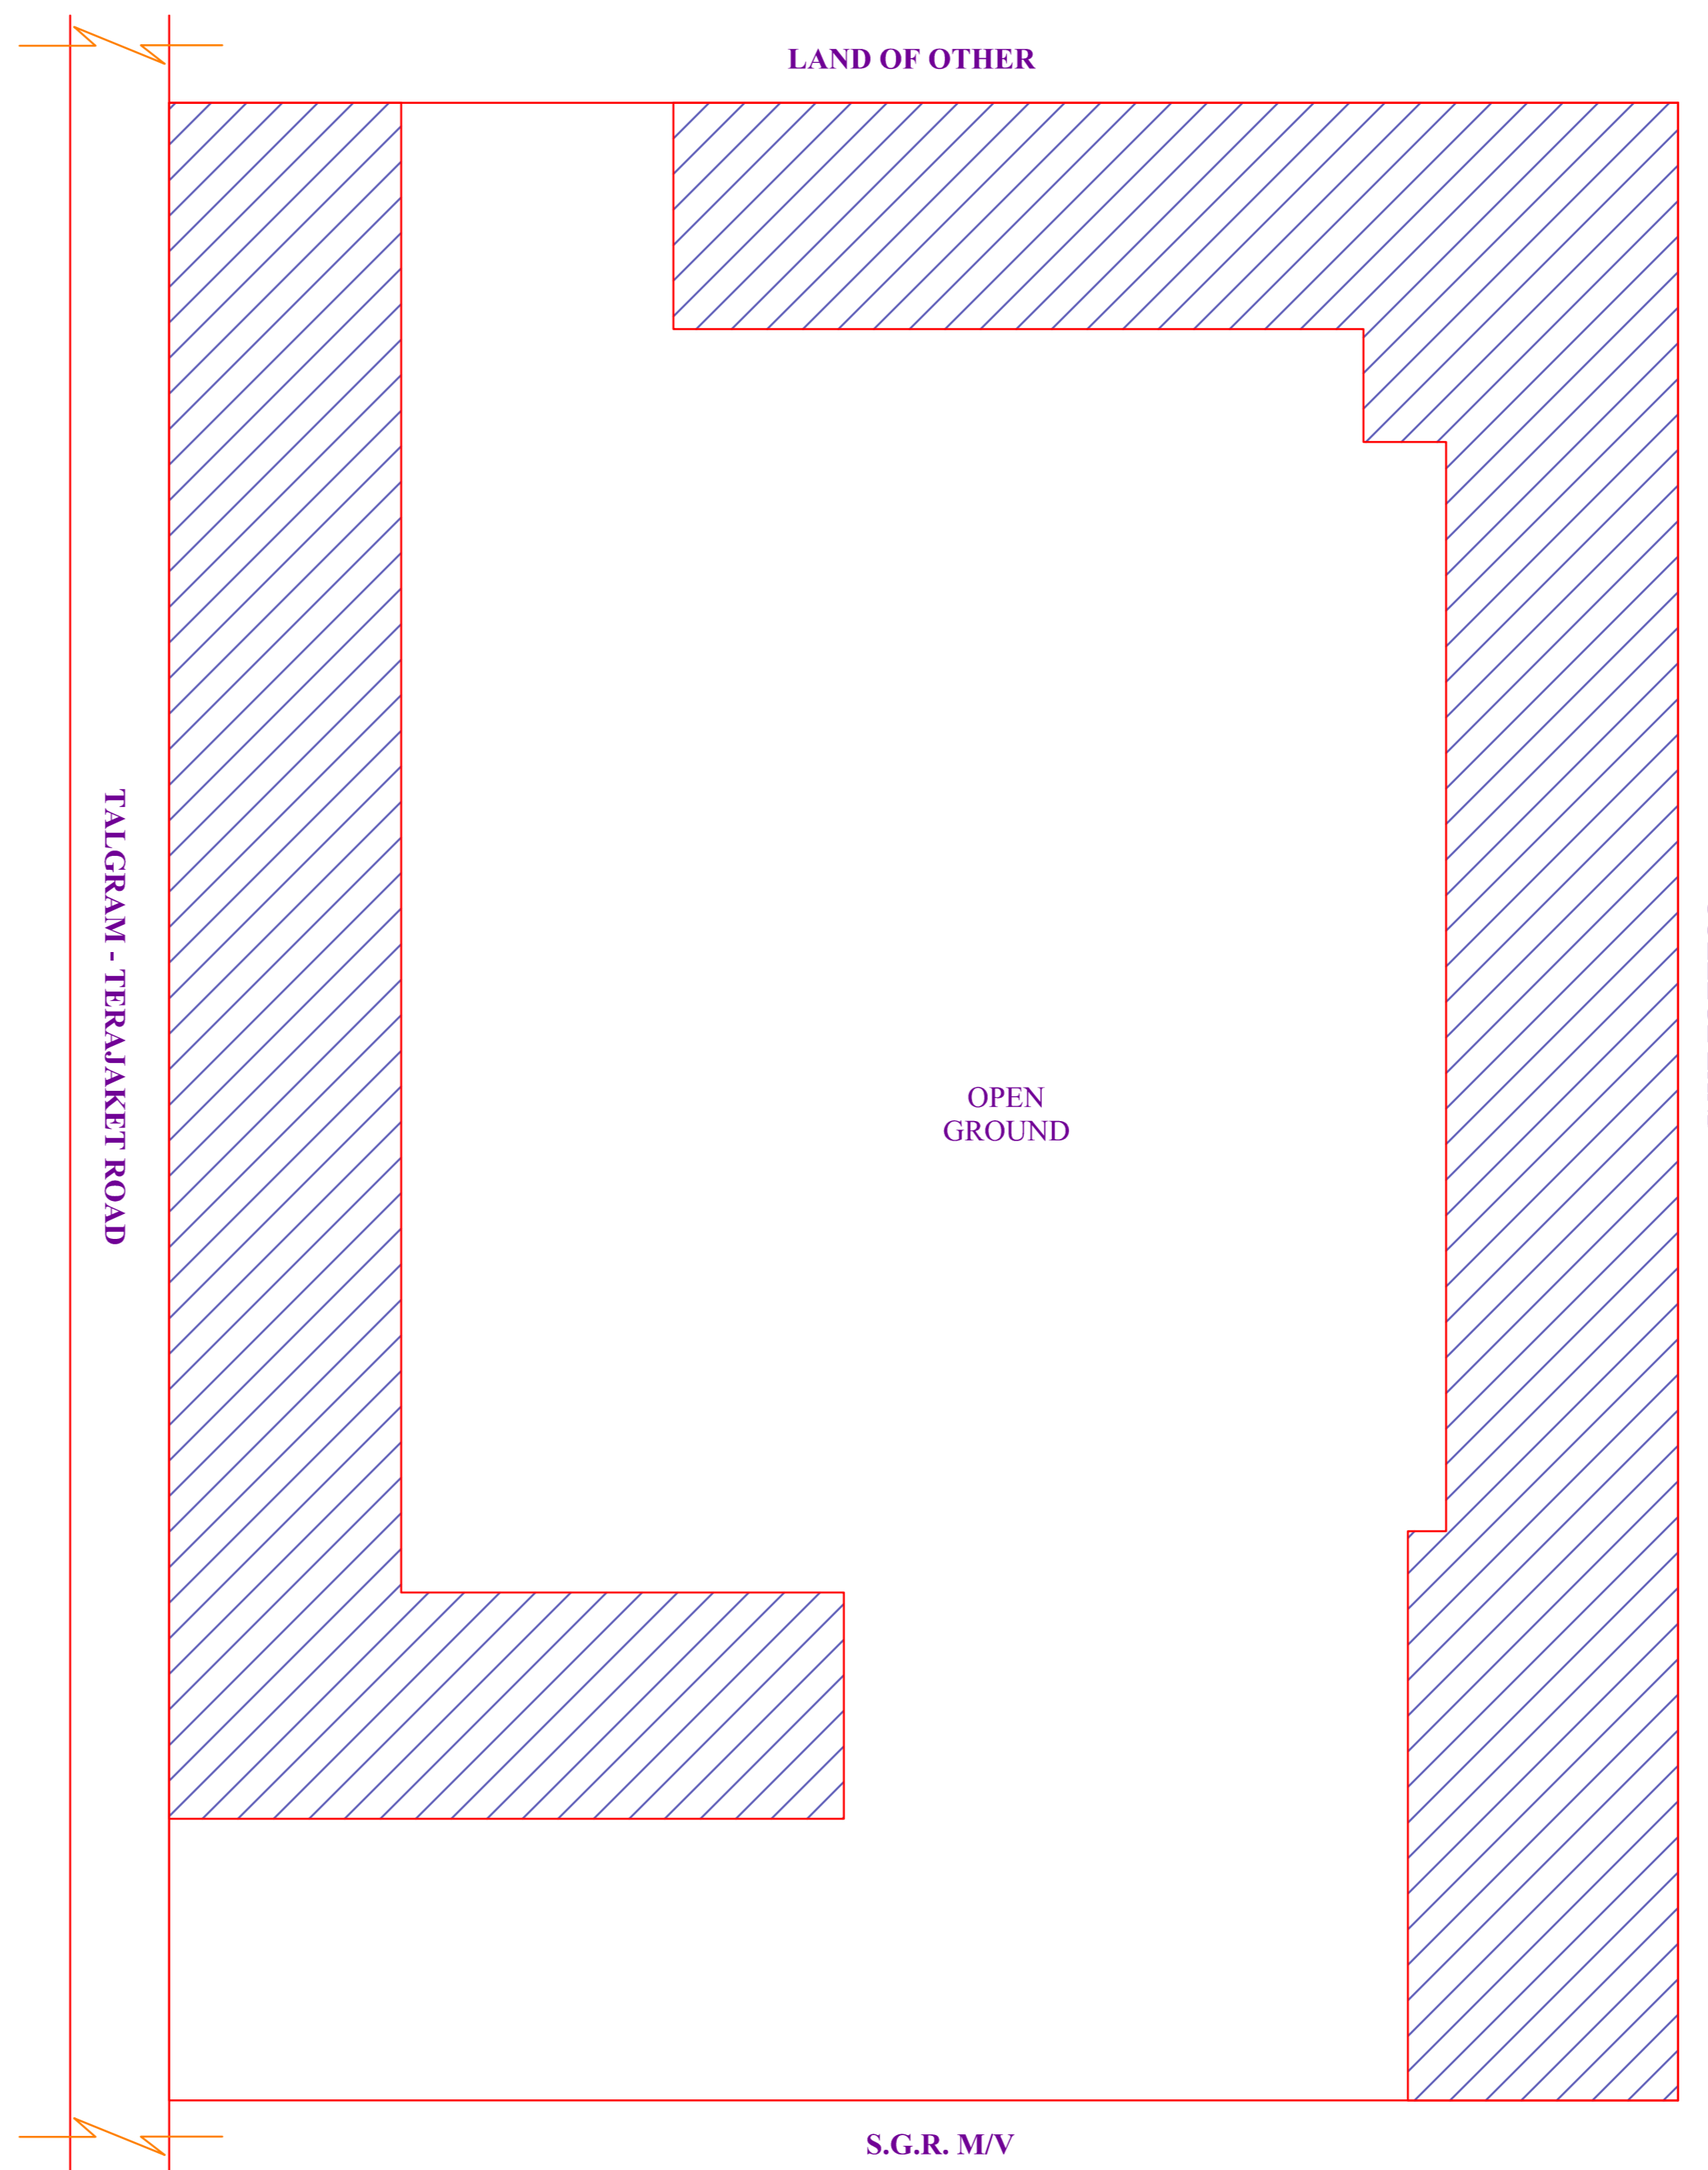 LAND OF OTHER
TALGRAM - TERAJAKET ROAD
OPEN
GROUND
S.G.R. M/V